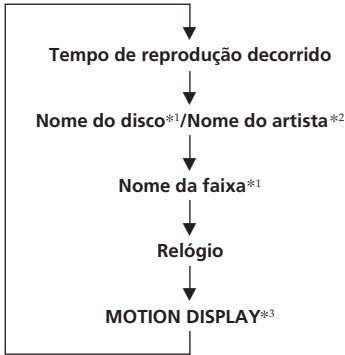 Tempo de reprodução decorrido
Nome do disco*1/Nome do artista*2
Nome da faixa*1
Relógio
MOTION DISPLAY*3